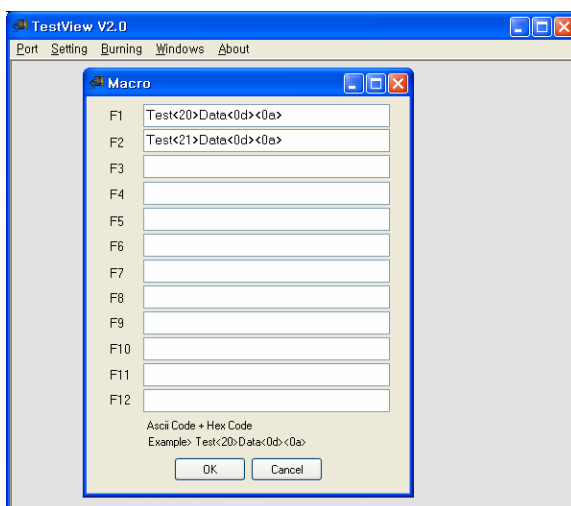 TestView V2.0
Port Setting Burning Windows About
Macro
F1 Test<20>Data<0d><0a>
F2 Test<21>Data<0d><0a>
F3
F4
F5
F6
F7
F8
F9
F10
F11
F12
Ascii Code + Hex Code
Example> Test<20>Data<0d><0a>
OK Cancel